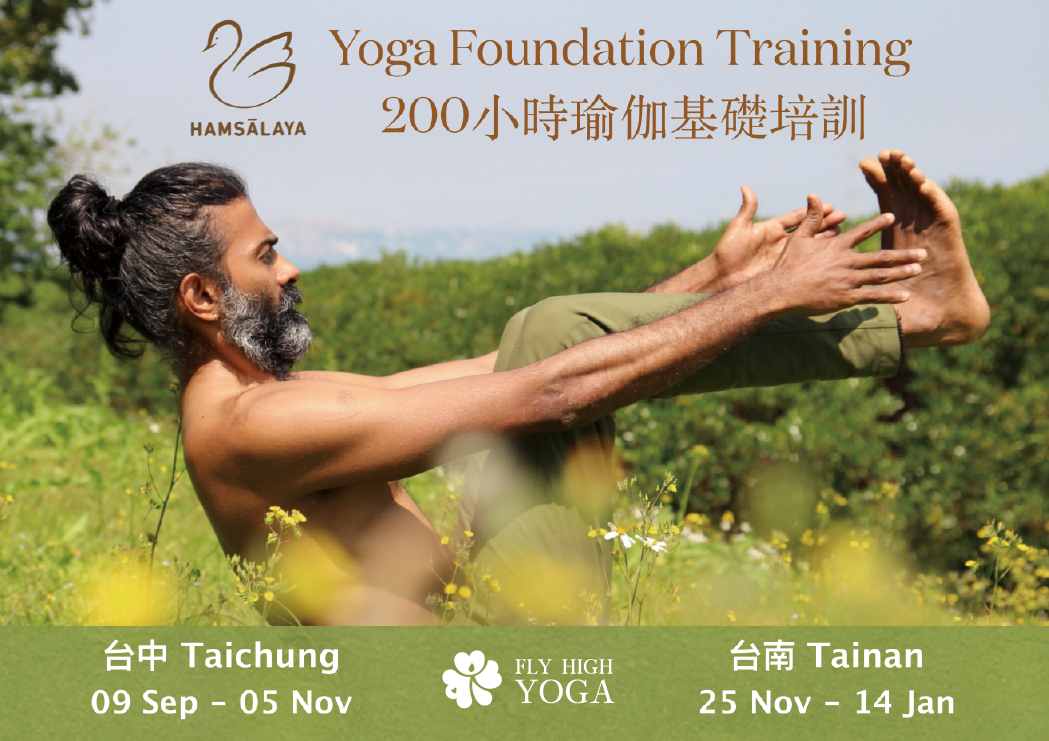 Yoga Foundation Training
200小時瑜伽基礎培訓
HAMSĀLAYA
台中 Taichung
09 Sep – 05 Nov
FLY HIGH
YOGA
台南 Tainan
25 Nov – 14 Jan